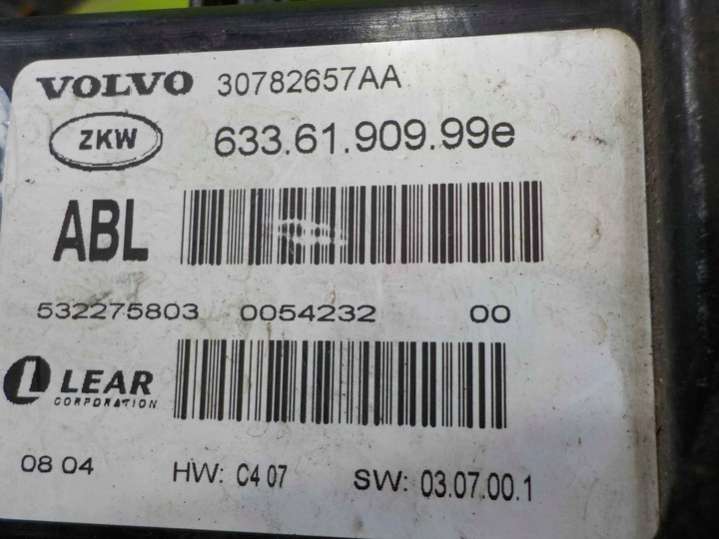 VOLVO 30782657AA
ZKW 633.61.909.99e
ABL
532275803 0054232 00
LEAR
CORPORATION
08 04 HW: C4 07 SW: 03.07.00.1